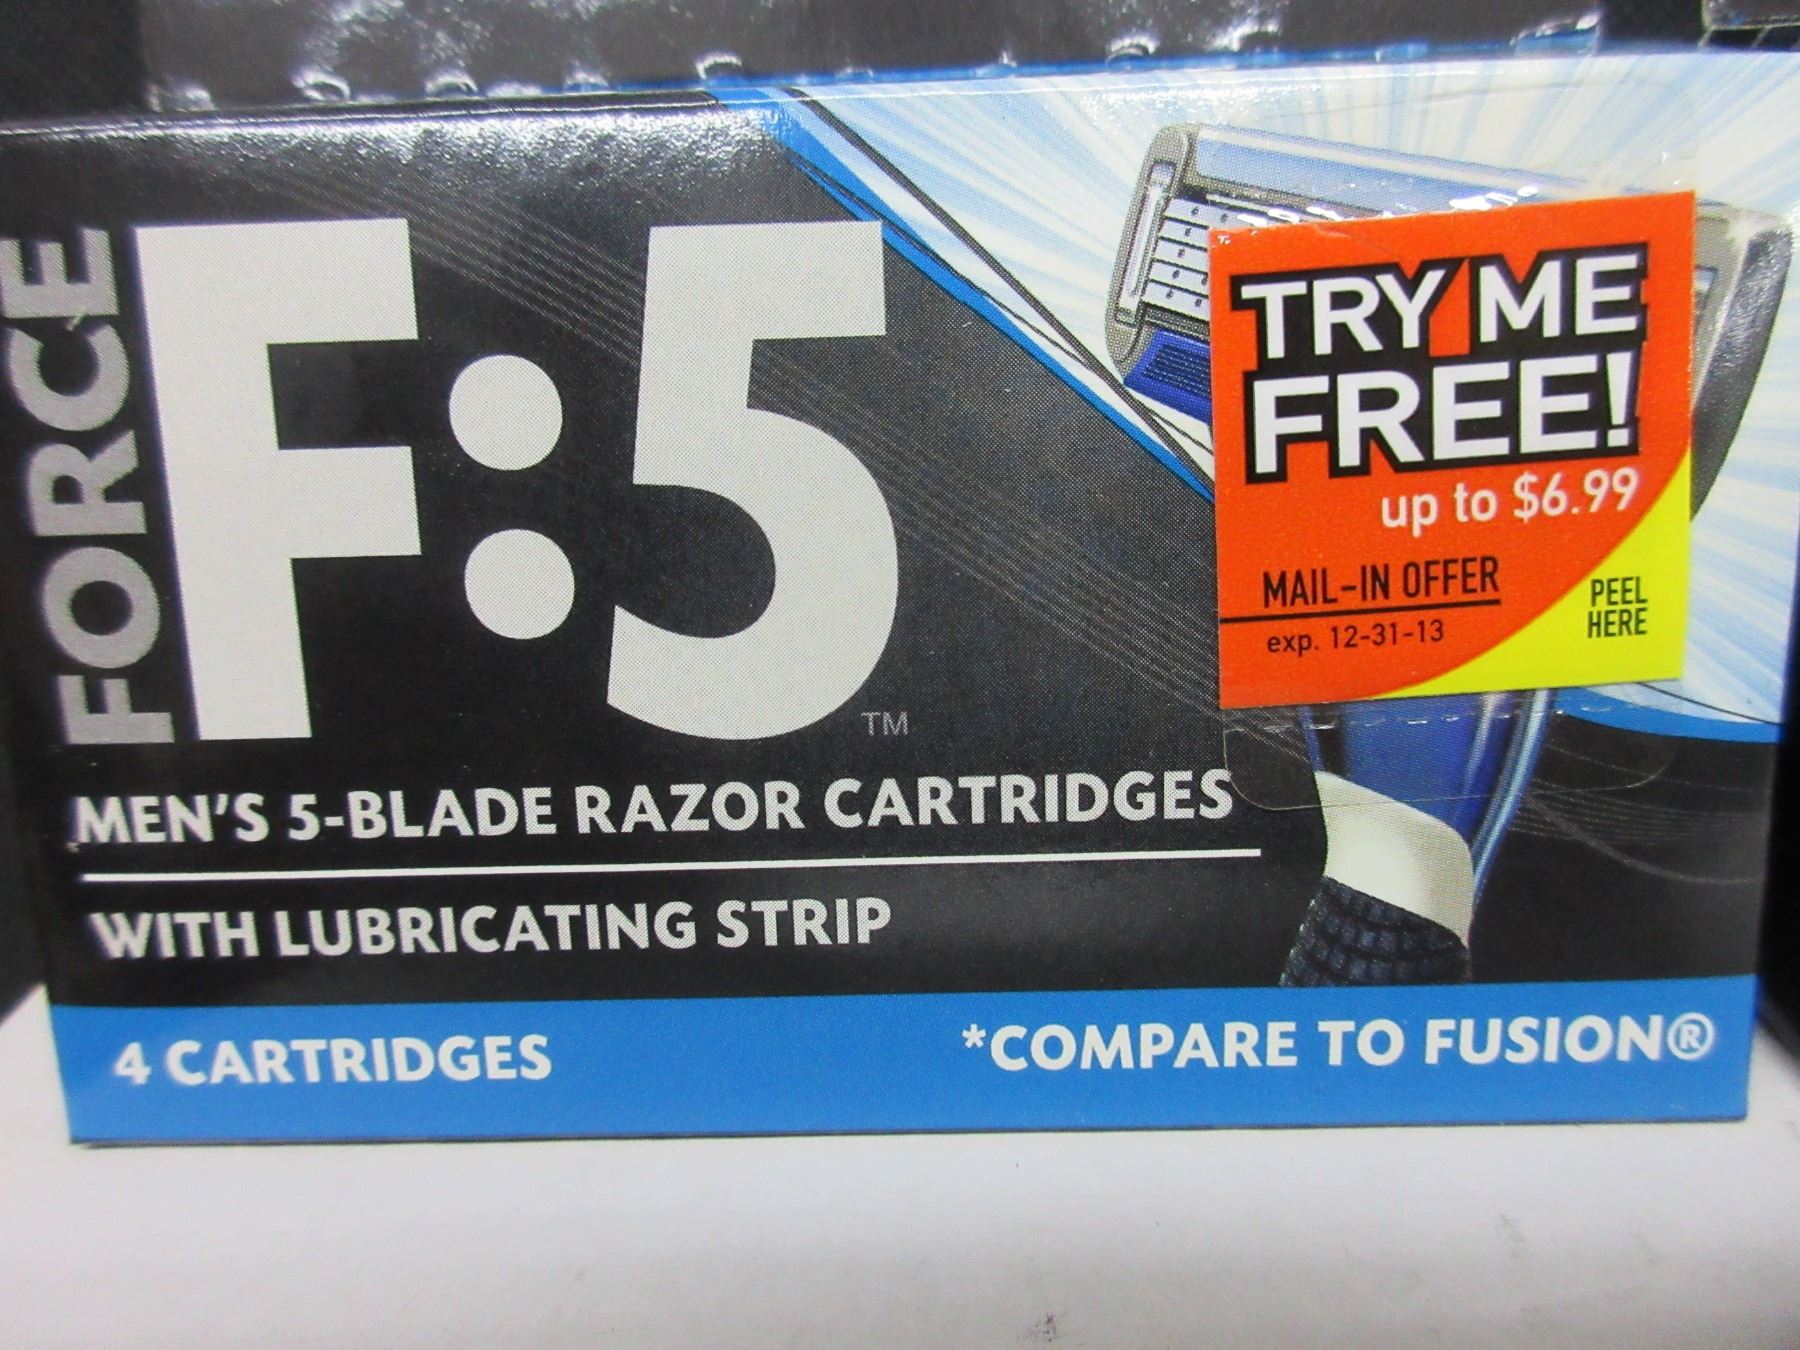 FORCE
F:5
TM
MEN'S 5-BLADE RAZOR CARTRIDGES
WITH LUBRICATING STRIP
4 CARTRIDGES
*COMPARE TO FUSION®
TRY ME
FREE!
up to $6.99
MAIL-IN OFFER
exp. 12-31-13
PEEL
HERE